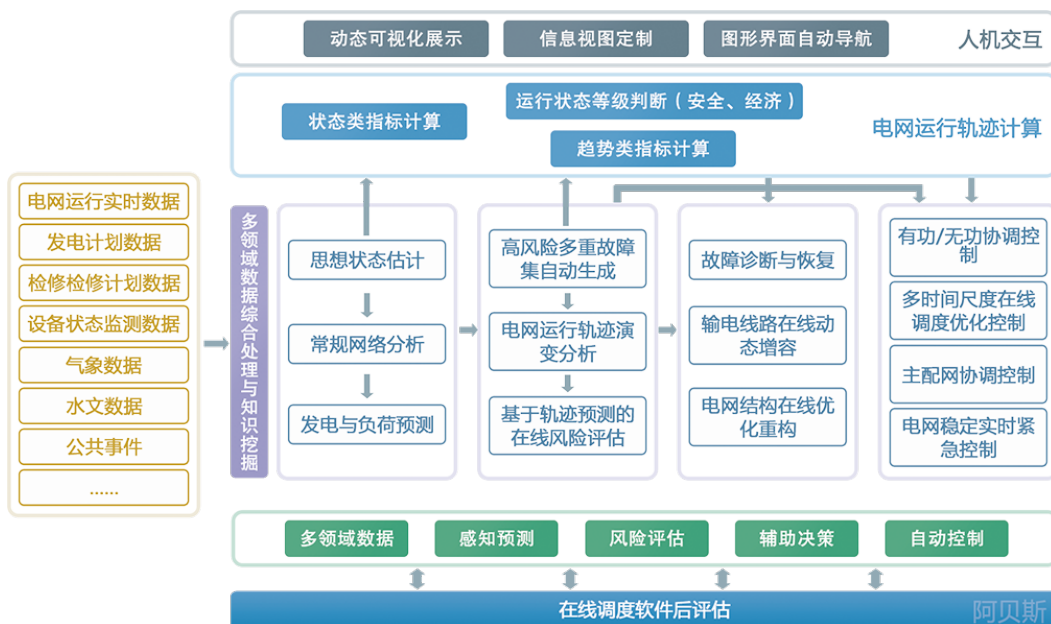 动态可视化展示
信息视图定制
图形界面自动导航
人机交互
状态类指标计算
运行状态等级判断（安全、经济）
趋势类指标计算
电网运行轨迹计算
电网运行实时数据
发电计划数据
检修检修计划数据
设备状态监测数据
气象数据
水文数据
公共事件
......
多领域数据综合处理与知识挖掘
思想状态估计
常规网络分析
发电与负荷预测
高风险多重故障
集自动生成
电网运行轨迹演
变分析
基于轨迹预测的
在线风险评估
故障诊断与恢复
输电线路在线动
态增容
电网结构在线优
化重构
有功/无功协调控
制
多时间尺度在线
调度优化控制
主配网协调控制
电网稳定实时紧
急控制
多领域数据
感知预测
风险评估
辅助决策
自动控制
在线调度软件后评估
阿贝斯